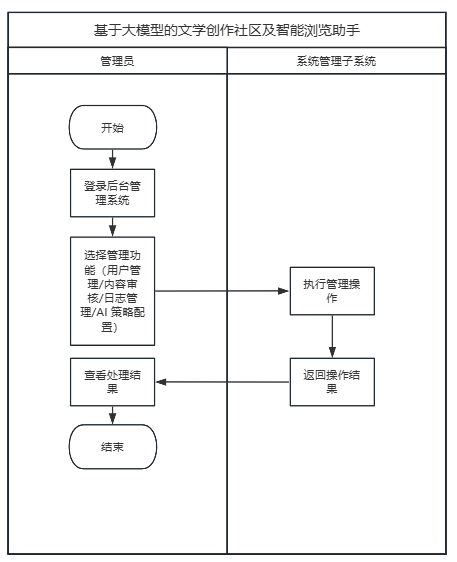 基于大模型的文学创作社区及智能浏览助手
管理员
系统管理子系统
开始
登录后台管
理系统
选择管理功
能（用户管
理/内容审
核/日志管
理/AI 策略配
置）
执行管理操
作
查看处理结
果
返回操作结
果
结束